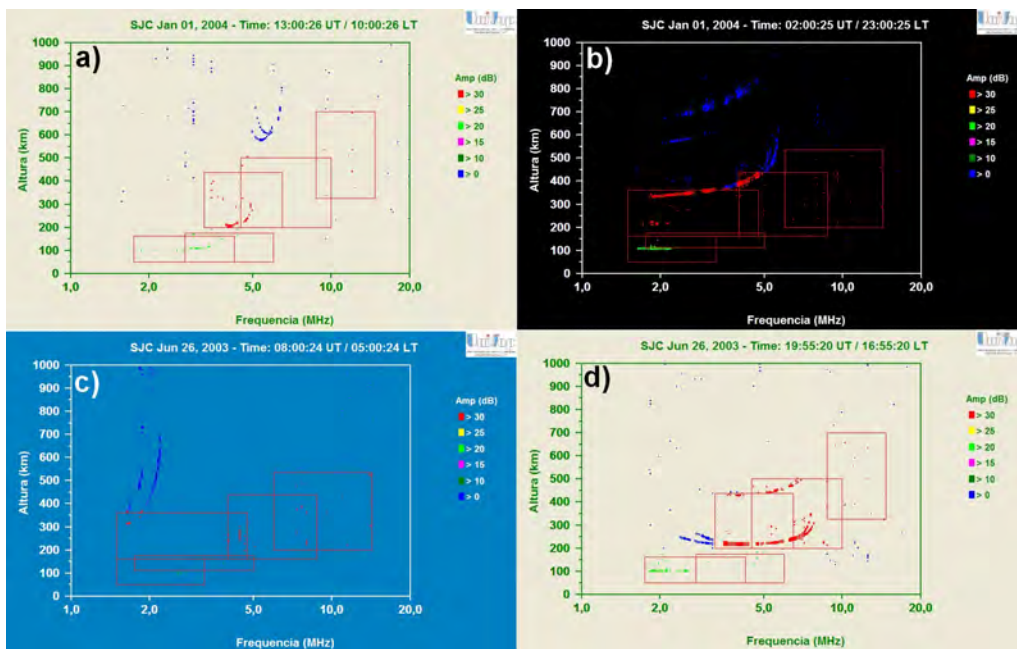 SJC Jan 01, 2004 - Time: 13:00:26 UT / 10:00:26 LT
a)
Altura (km)
1000
900
800
700
600
500
400
300
200
100
0
1,0 2,0 5,0 10,0 20,0
Frequencia (MHz)
Amp (dB)
> 30
> 25
> 20
> 15
> 10
> 0
SJC Jan 01, 2004 - Time: 02:00:25 UT / 23:00:25 LT
b)
Altura (km)
1000
900
800
700
600
500
400
300
200
100
0
1,0 2,0 5,0 10,0 20,0
Frequencia (MHz)
Amp (dB)
> 30
> 25
> 20
> 15
> 10
> 0
SJC Jun 26, 2003 - Time: 08:00:24 UT / 05:00:24 LT
c)
Altura (km)
1000
900
800
700
600
500
400
300
200
100
0
1,0 2,0 5,0 10,0 20,0
Frequencia (MHz)
Amp (dB)
> 30
> 25
> 20
> 15
> 10
> 0
SJC Jun 26, 2003 - Time: 19:55:20 UT / 16:55:20 LT
d)
Altura (km)
1000
900
800
700
600
500
400
300
200
100
0
1,0 2,0 5,0 10,0 20,0
Frequencia (MHz)
Amp (dB)
> 30
> 25
> 20
> 15
> 10
> 0